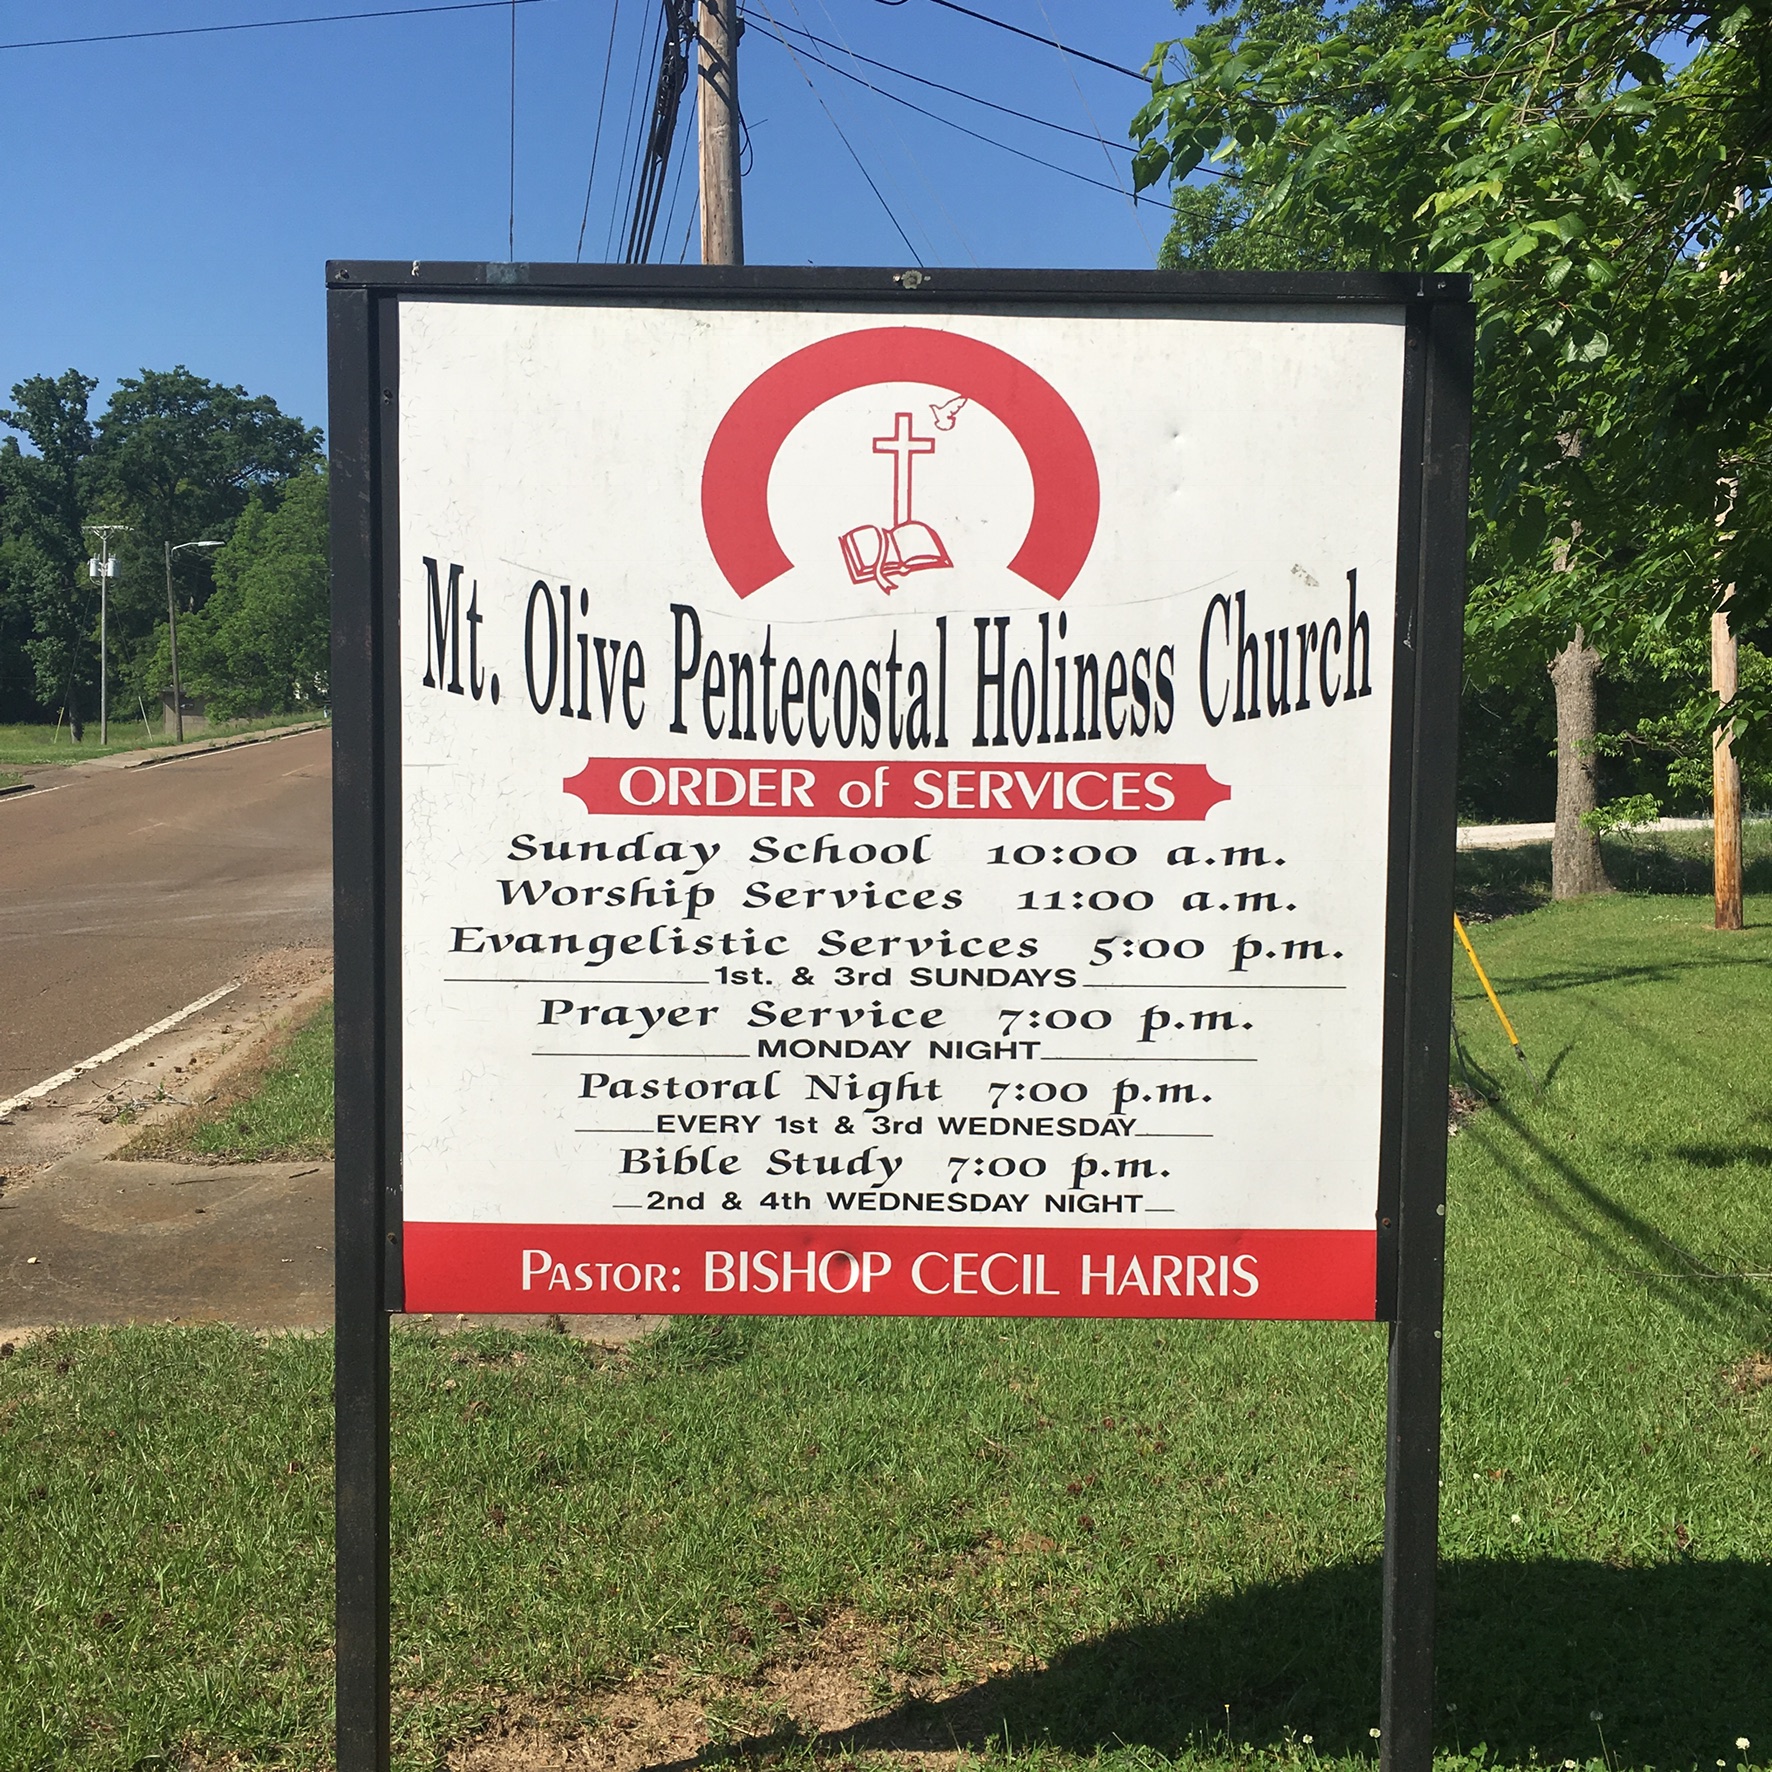 Mt. Olive Pentecostal Holiness Church
ORDER of SERVICES
Sunday School 10:00 a.m.
Worship Services 11:00 a.m.
Evangelistic Services 5:00 p.m.
1st. & 3rd SUNDAYS
Prayer Service 7:00 p.m.
MONDAY NIGHT
Pastoral Night 7:00 p.m.
EVERY 1st & 3rd WEDNESDAY
Bible Study 7:00 p.m.
2nd & 4th WEDNESDAY NIGHT
PASTOR: BISHOP CECIL HARRIS